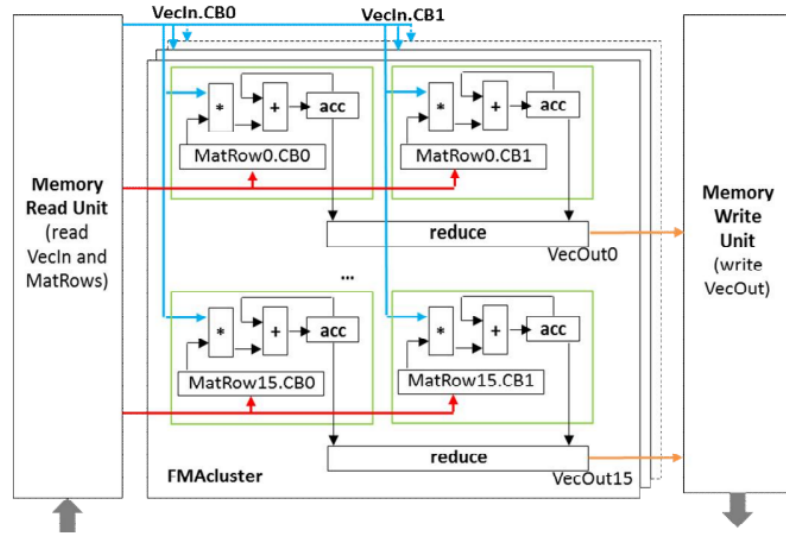 VecIn.CB0
VecIn.CB1
* + acc
* + acc
MatRow0.CB0
MatRow0.CB1
Memory
Read Unit
(read
VecIn and
MatRows)
reduce
VecOut0
Memory
Write
Unit
(write
VecOut)
...
* + acc
* + acc
MatRow15.CB0
MatRow15.CB1
reduce
FMAcluster
VecOut15